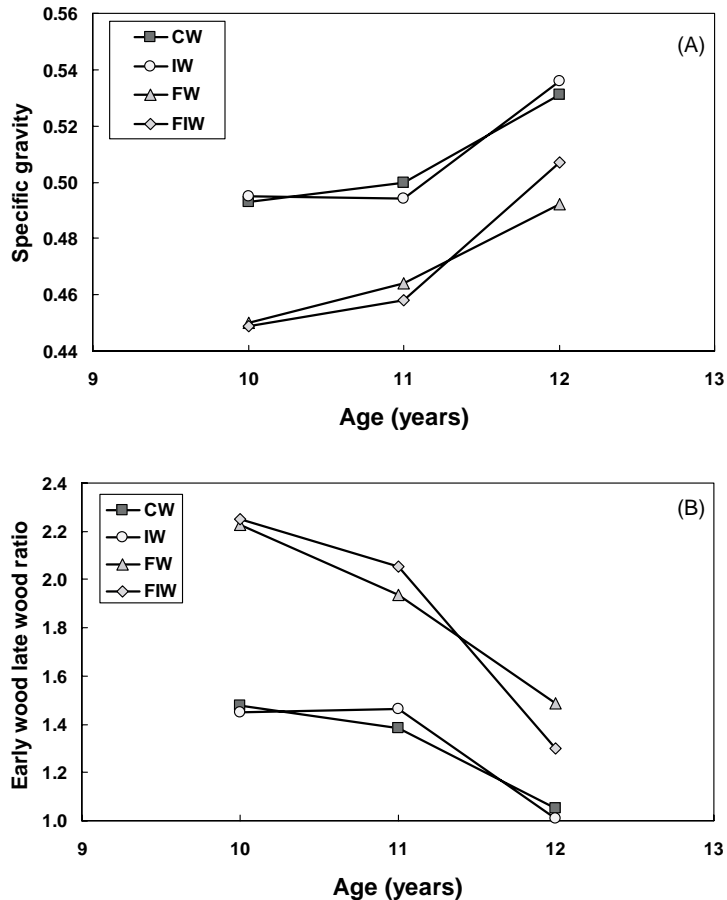 0.56
0.54
0.52
0.50
0.48
0.46
0.44
Specific gravity
CW
IW
FW
FIW
(A)
9 10 11 12 13
Age (years)
2.4
2.2
2.0
1.8
1.6
1.4
1.2
1.0
Early wood late wood ratio
CW
IW
FW
FIW
(B)
9 10 11 12 13
Age (years)